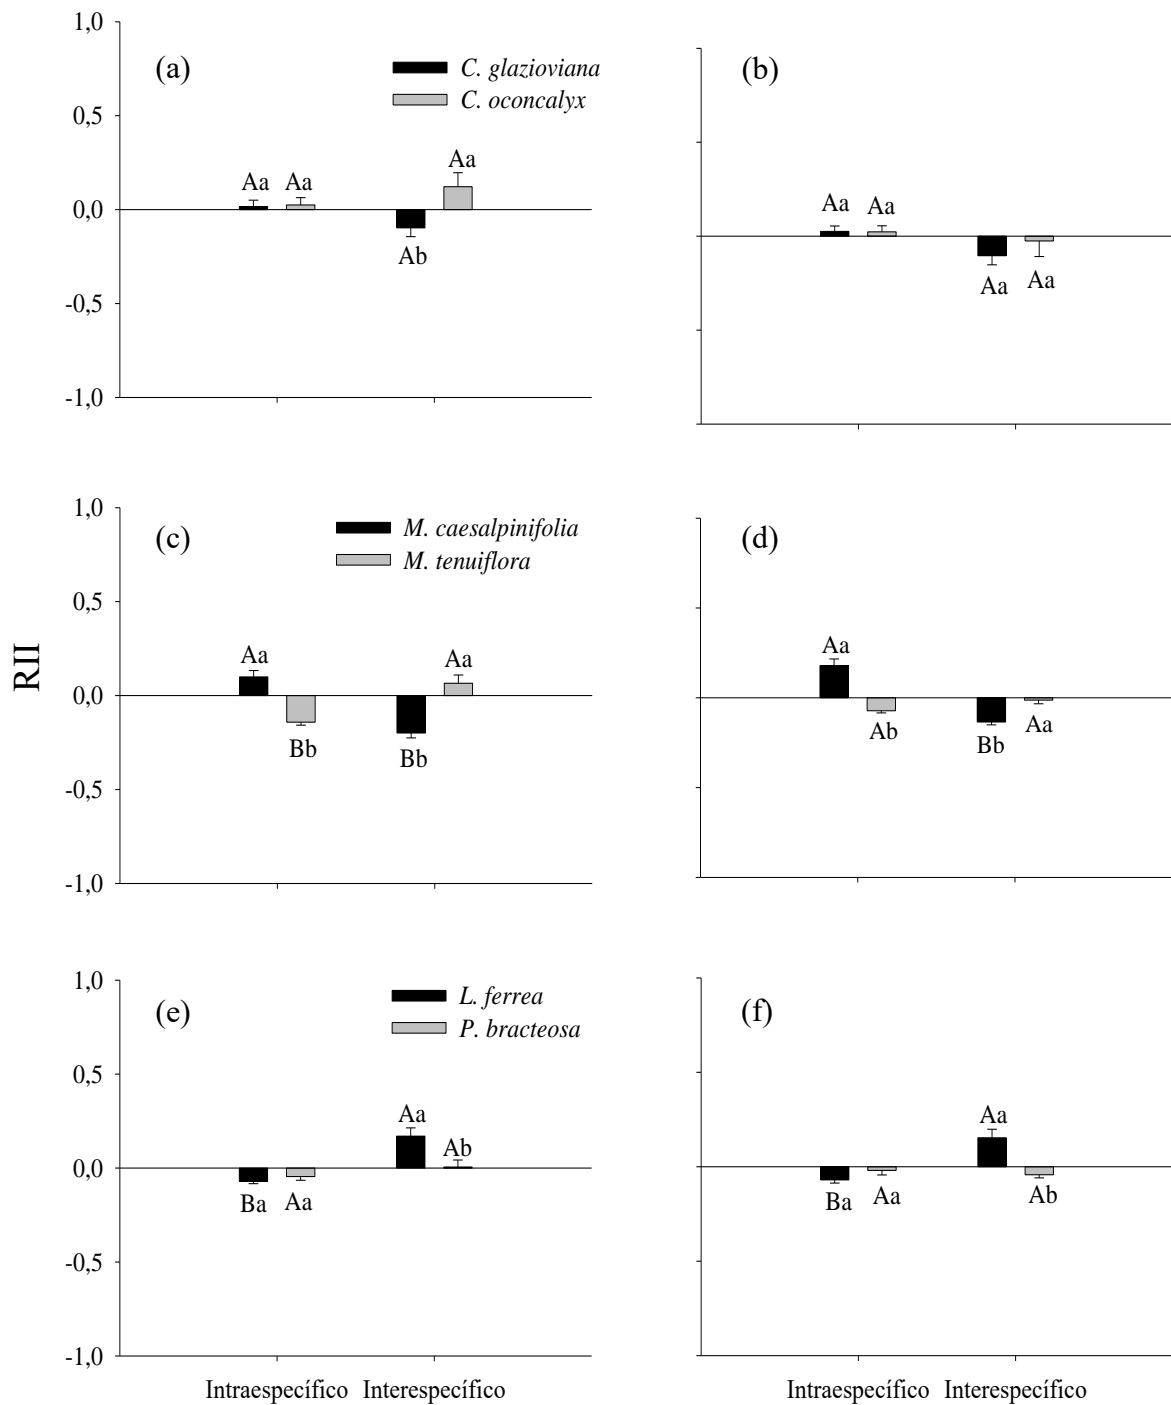 1,0
(a)
C. glazioviana
C. oconcalyx
0,5
Aa Aa Aa
0,0
Ab
-0,5
-1,0
(b)
Aa Aa
Aa Aa
1,0
(c)
M. caesalpinifolia
M. tenuiflora
0,5
Aa Aa
0,0
Bb Bb
-0,5
-1,0
(d)
Aa
Ab Bb Aa
RII
1,0
(e)
L. ferrea
P. bracteosa
0,5
Aa Ab
0,0
Ba Aa
-0,5
-1,0
Intraespecífico Interespecífico
(f)
Aa
Ba Aa Ab
Intraespecífico Interespecífico